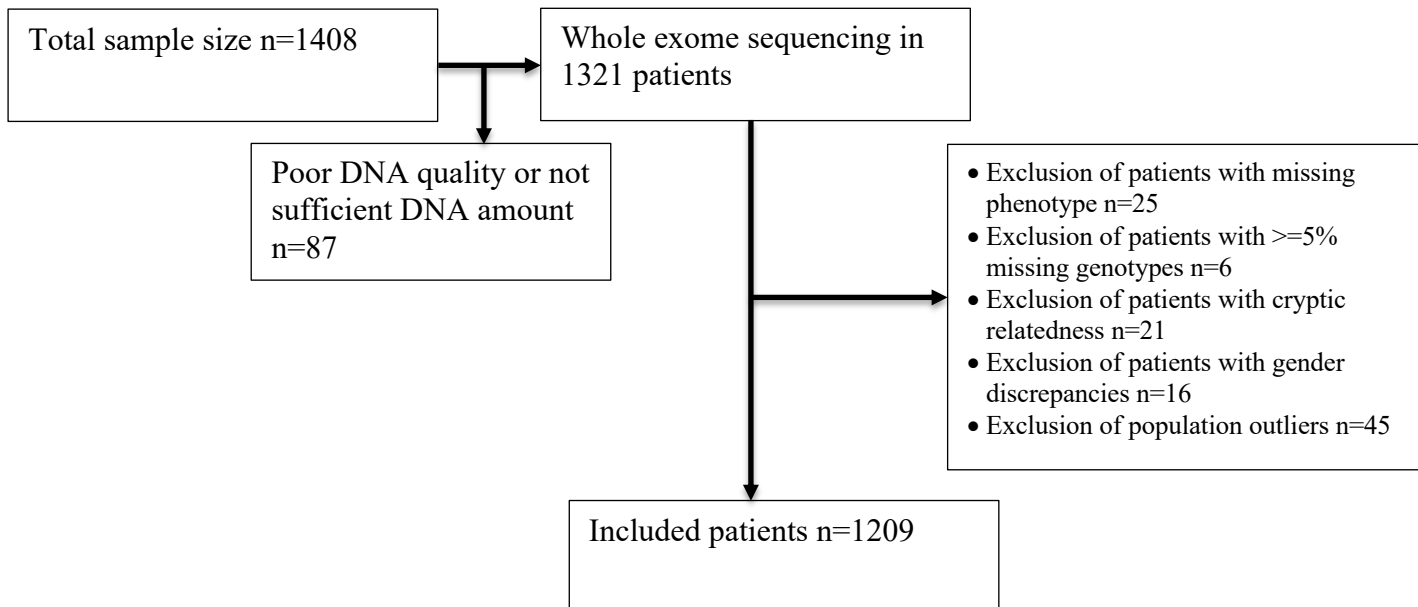 Total sample size n=1408
Whole exome sequencing in
1321 patients
Poor DNA quality or not
sufficient DNA amount
n=87
• Exclusion of patients with missing
phenotype n=25
• Exclusion of patients with >=5%
missing genotypes n=6
• Exclusion of patients with cryptic
relatedness n=21
• Exclusion of patients with gender
discrepancies n=16
• Exclusion of population outliers n=45
Included patients n=1209